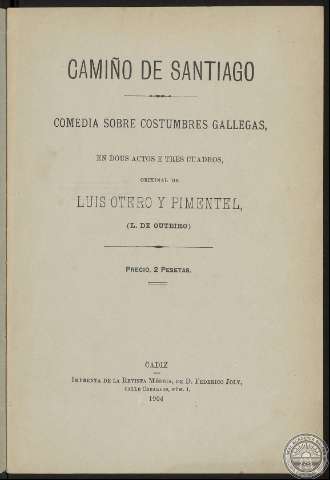 CAMIÑO DE SANTIAGO
COMEDIA SOBRE COSTUMBRES GALLEGAS,
EN DOUS ACTOS E TRES CUADROS,
ORIXINAL DE
LUIS OTERO Y PIMENTEL,
(L. DE OUTEIRO)
PRECIO, 2 PESETAS.
CADIZ
IMPRENTA DE LA REVISTA MÉDICA, DE D. FEDERICO JOLY,
CALLE CEBALLOS, NÚM. 1.
1904